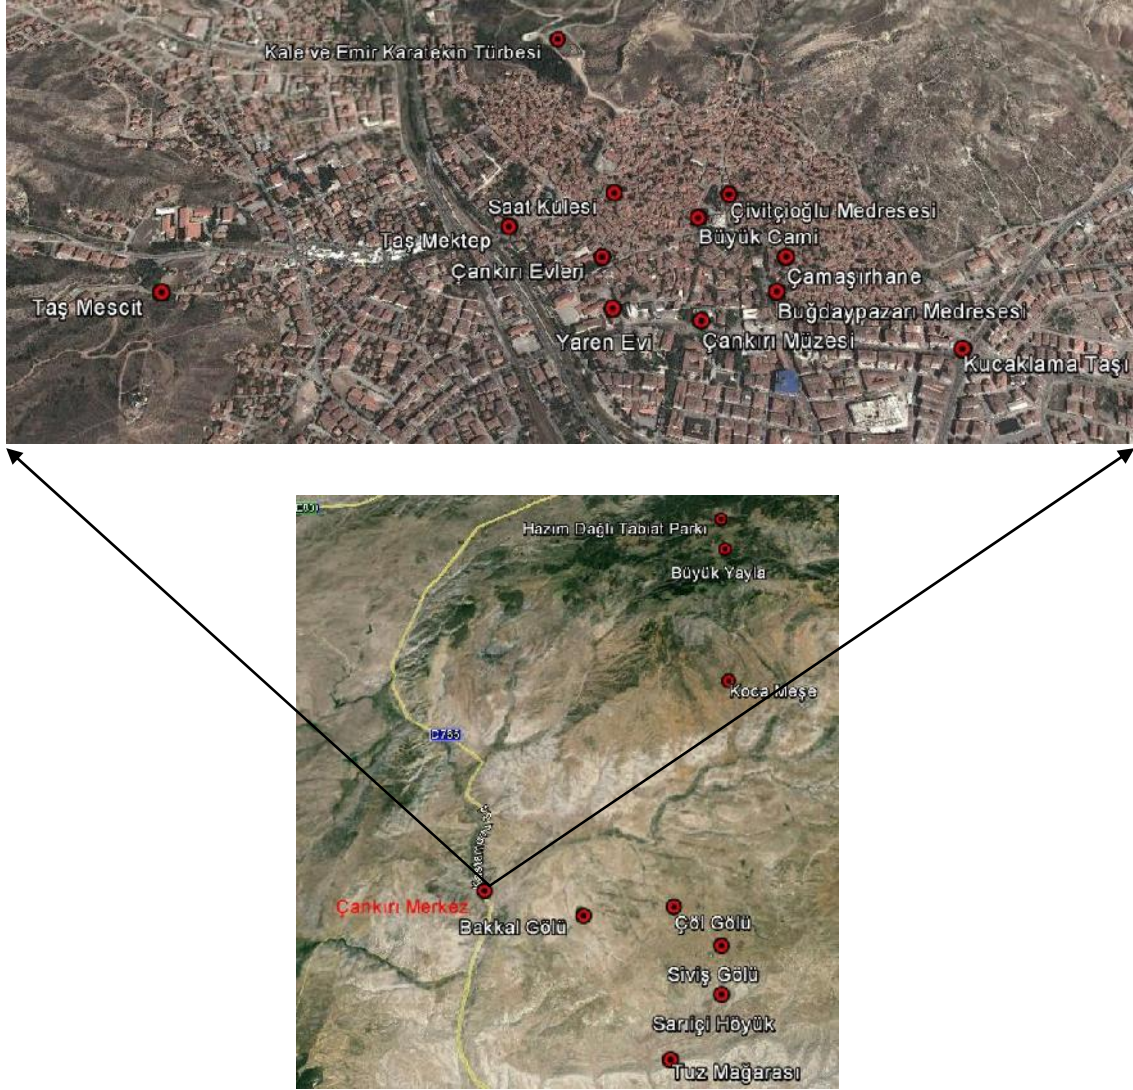 Kale ve Emir Karatekin Türbesi
Saat Kulesi
Çivitçioğlu Medresesi
Taş Mektep
Büyük Cami
Çankırı Evleri
Çamaşırhane
Taş Mescit
Buğdaypazarı Medresesi
Yaren Evi
Çankırı Müzesi
Kucaklama Taşı
Hazım Dağlı Tabiat Parkı
Büyük Yayla
Koca Meşe
D765
Çankırı Merkez
Bakkal Gölü
Çöl Gölü
Siviş Gölü
Sarıiçi Höyük
Tuz Mağarası